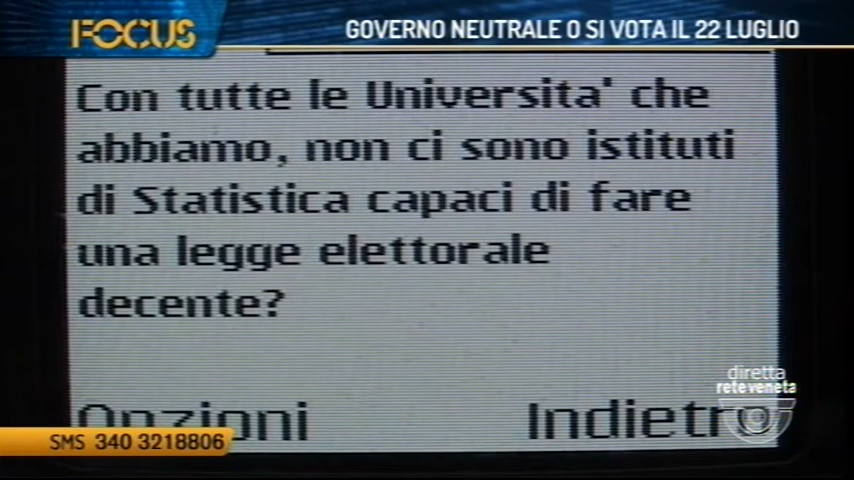 FOCUS
GOVERNO NEUTRALE O SI VOTA IL 22 LUGLIO
Con tutte le Universita' che
abbiamo, non ci sono istituti
di Statistica capaci di fare
una legge elettorale
decente?
diretta
reteveneta
Opzioni Indietro
SMS 340 3218806